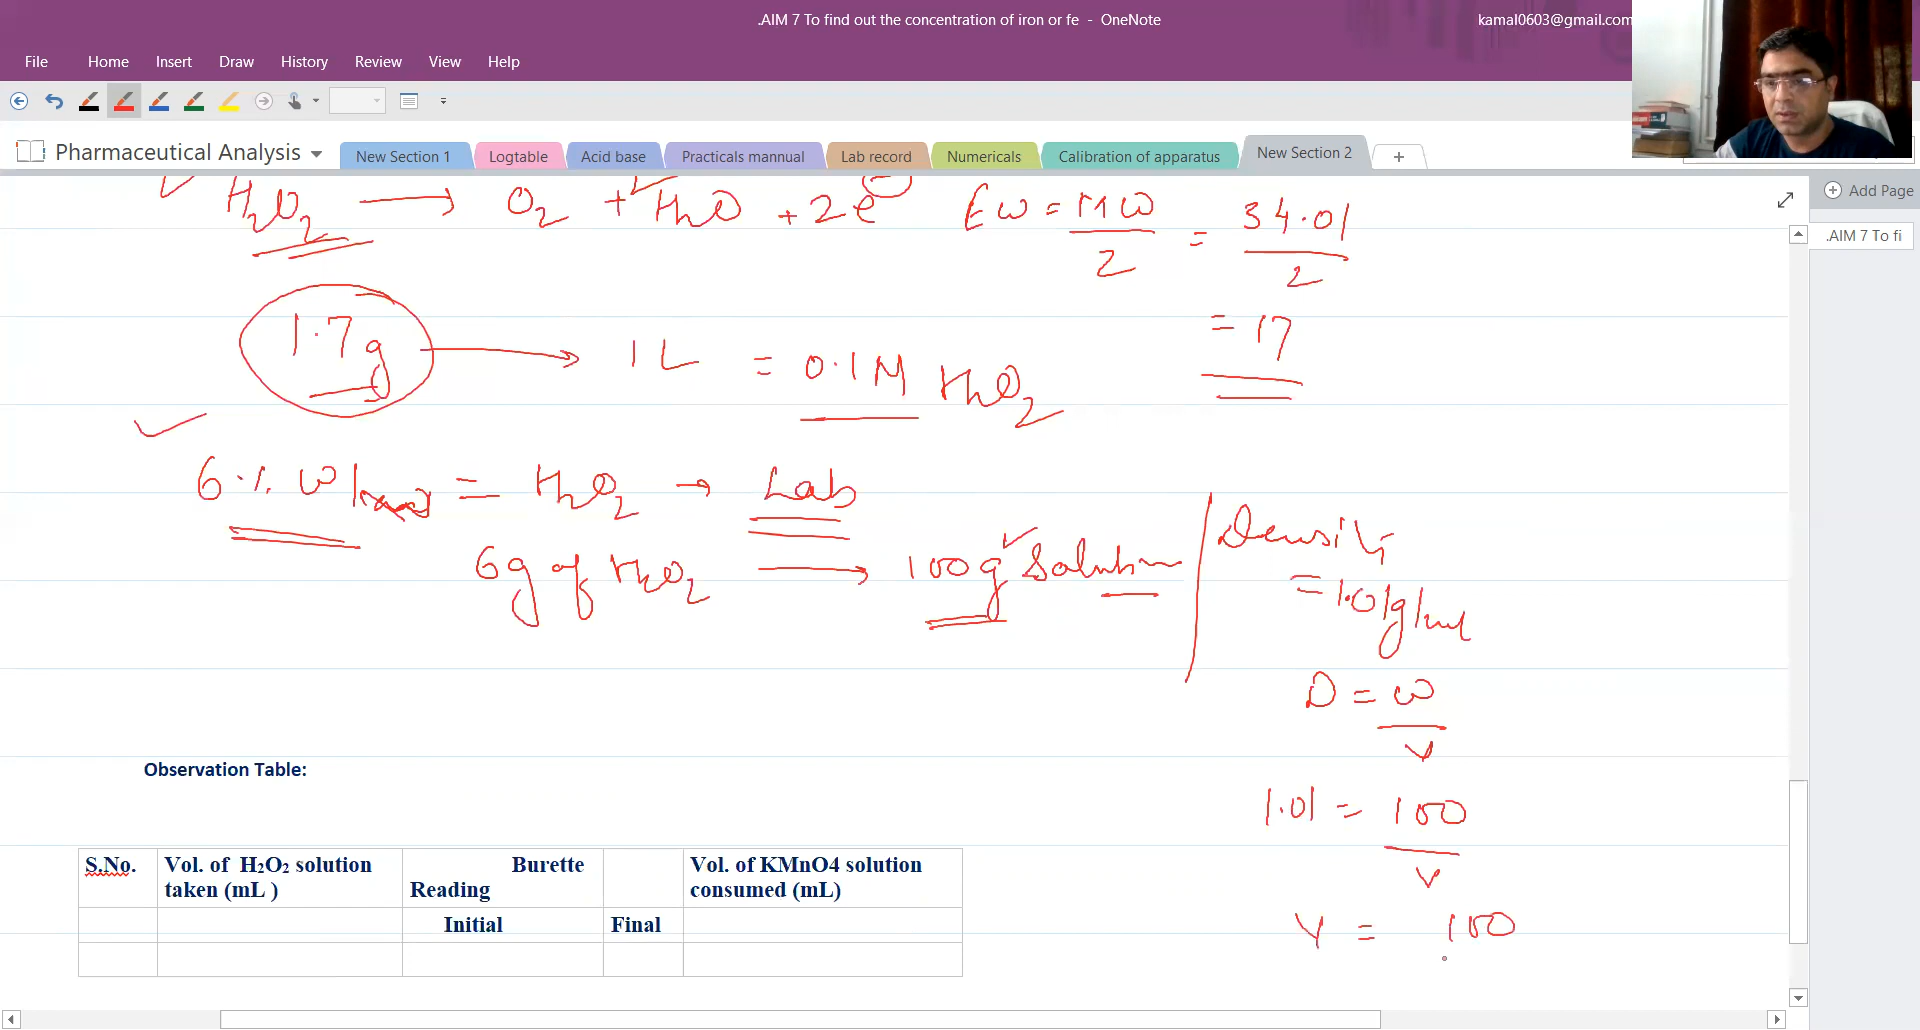 .AIM 7 To find out the concentration of iron or fe - OneNote
kamal0603@gmail.com
File Home Insert Draw History Review View Help
Pharmaceutical Analysis
New Section 1 Logtable Acid base Practicals mannual Lab record Numericals Calibration of apparatus New Section 2 +
Add Page
.AIM 7 To fi
H2O2 → O2 + H2O + 2e⊖ Ew = MW/2 = 34.01/2
= 17
1.7g → 1L = 0.1M H2O2
6% w/ = H2O2 → Lab
6g of H2O2 → 100g Solution
Density
= 1.01g/ml
D = w/v
1.01 = 100/v
V = 100
Observation Table:
S.No. Vol. of H2O2 solution taken (mL ) Burette Reading Vol. of KMnO4 solution consumed (mL)
Initial Final